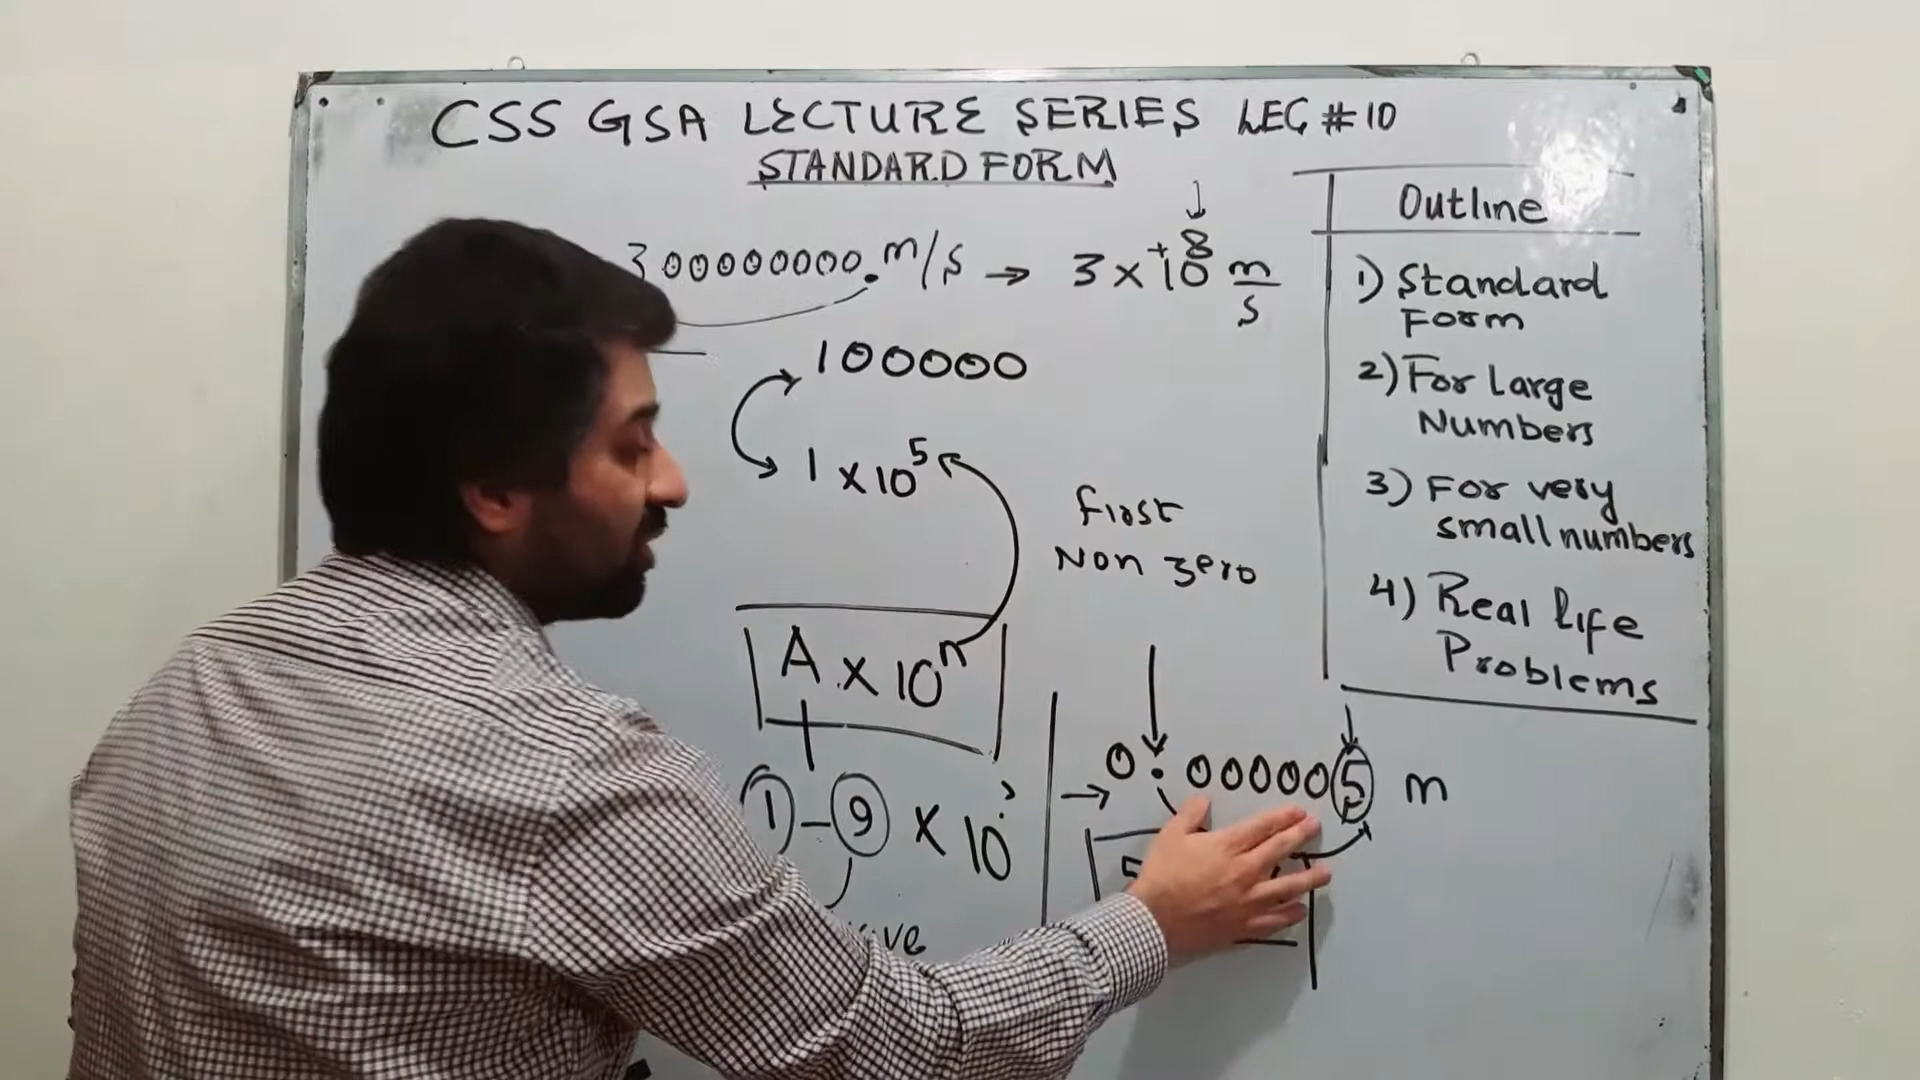 CSS GSA LECTURE SERIES LEC #10
STANDARD FORM
300000000. m/s → 3 × 10⁺⁸ m/s
100000
1 × 10⁵
First
Non zero
A × 10ⁿ
1 – 9 × 10
0.000005 m
5
Outline
1) Standard
Form
2) For Large
Numbers
3) For very
small numbers
4) Real life
Problems